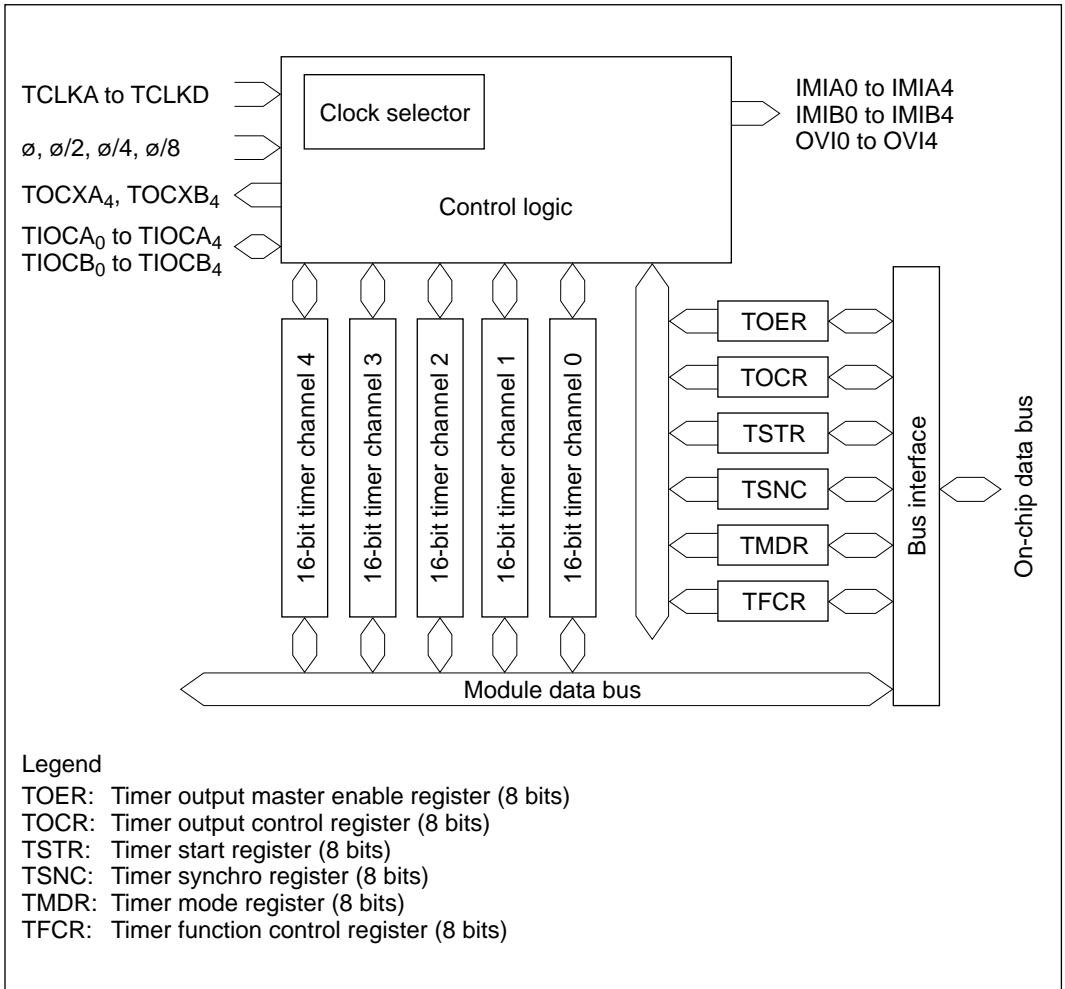 TCLKA to TCLKD
ø, ø/2, ø/4, ø/8
TOCXA4, TOCXB4
TIOCA0 to TIOCA4
TIOCB0 to TIOCB4
Clock selector
Control logic
IMIA0 to IMIA4
IMIB0 to IMIB4
OVI0 to OVI4
16-bit timer channel 4
16-bit timer channel 3
16-bit timer channel 2
16-bit timer channel 1
16-bit timer channel 0
TOER
TOCR
TSTR
TSNC
TMDR
TFCR
Bus interface
On-chip data bus
Module data bus
Legend
TOER: Timer output master enable register (8 bits)
TOCR: Timer output control register (8 bits)
TSTR: Timer start register (8 bits)
TSNC: Timer synchro register (8 bits)
TMDR: Timer mode register (8 bits)
TFCR: Timer function control register (8 bits)